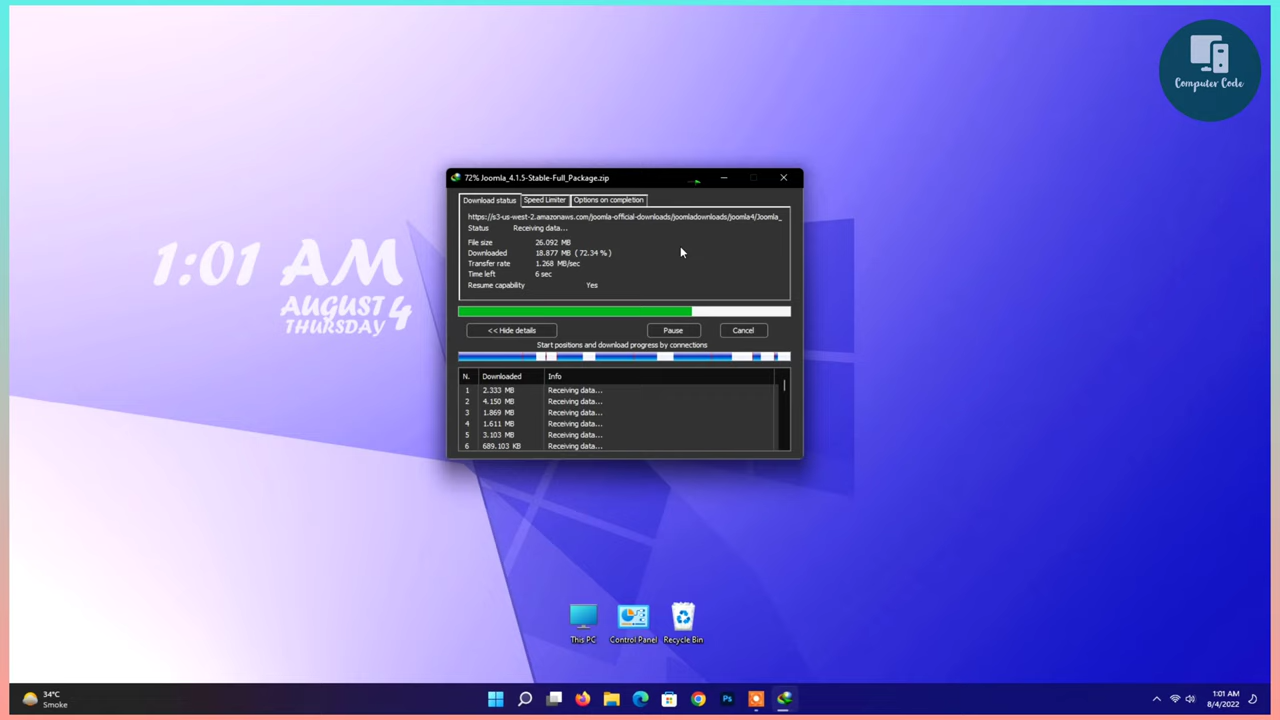 Computer Code
1:01 AM
AUGUST 4
THURSDAY
72% Joomla_4.1.5-Stable-Full_Package.zip
Download status
Speed Limiter
Options on completion
https://s3-us-west-2.amazonaws.com/joomla-official-downloads/joomladownloads/joomla4/Joomla_
Status Receiving data...
File size 26.092 MB
Downloaded 18.877 MB ( 72.34 % )
Transfer rate 1.268 MB/sec
Time left 6 sec
Resume capability Yes
<< Hide details
Pause
Cancel
Start positions and download progress by connections
N. Downloaded Info
1 2.333 MB Receiving data...
2 4.150 MB Receiving data...
3 1.869 MB Receiving data...
4 1.611 MB Receiving data...
5 3.103 MB Receiving data...
6 689.103 KB Receiving data...
This PC
Control Panel
Recycle Bin
34°C
Smoke
Ps
1:01 AM
8/4/2022